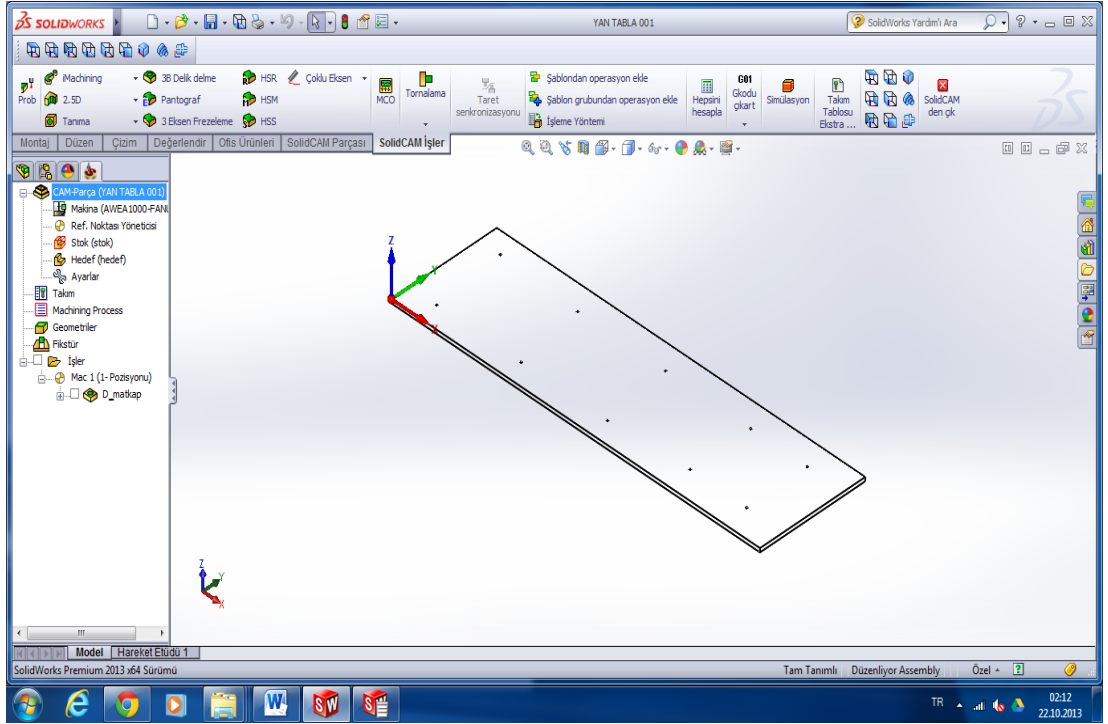 SOLIDWORKS
YAN TABLA 001
SolidWorks Yardım'ı Ara
Prob
Machining
2.5D
Tanıma
3B Delik delme
Pantograf
3 Eksen Frezeleme
HSR
HSM
HSS
Çoklu Eksen
MCO
Tornalama
Taret senkronizasyonu
Şablondan operasyon ekle
Şablon grubundan operasyon ekle
İşleme Yöntemi
Hepsini hesapla
G01
Gkodu çıkart
Simülasyon
Takım Tablosu Ekstra ...
SolidCAM den çık
Montaj Düzen Çizim Değerlendir Ofis Ürünleri SolidCAM Parçası SolidCAM İşler
CAM-Parça (YAN TABLA 001)
Makina (AWEA1000-FANU
Ref. Noktası Yöneticisi
Stok (stok)
Hedef (hedef)
Ayarlar
Takım
Machining Process
Geometriler
Fikstür
İşler
Mac 1 (1- Pozisyonu)
D_matkap
Z
Y
X
Z
Y
X
Model Hareket Etüdü 1
SolidWorks Premium 2013 x64 Sürümü
Tam Tanımlı Düzenliyor Assembly Özel
TR
02:12
22.10.2013